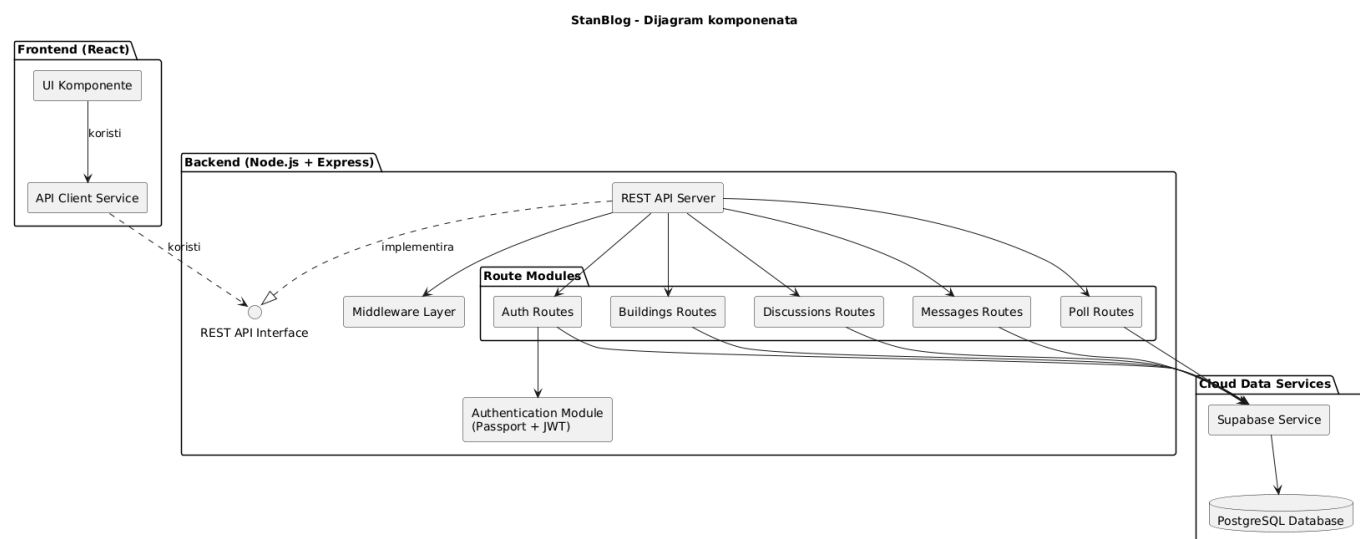 StanBlog - Dijagram komponenata
Frontend (React)
UI Komponente
koristi
API Client Service
koristi
Backend (Node.js + Express)
REST API Server
implementira
REST API Interface
Middleware Layer
Route Modules
Auth Routes
Buildings Routes
Discussions Routes
Messages Routes
Poll Routes
Authentication Module
(Passport + JWT)
Cloud Data Services
Supabase Service
PostgreSQL Database